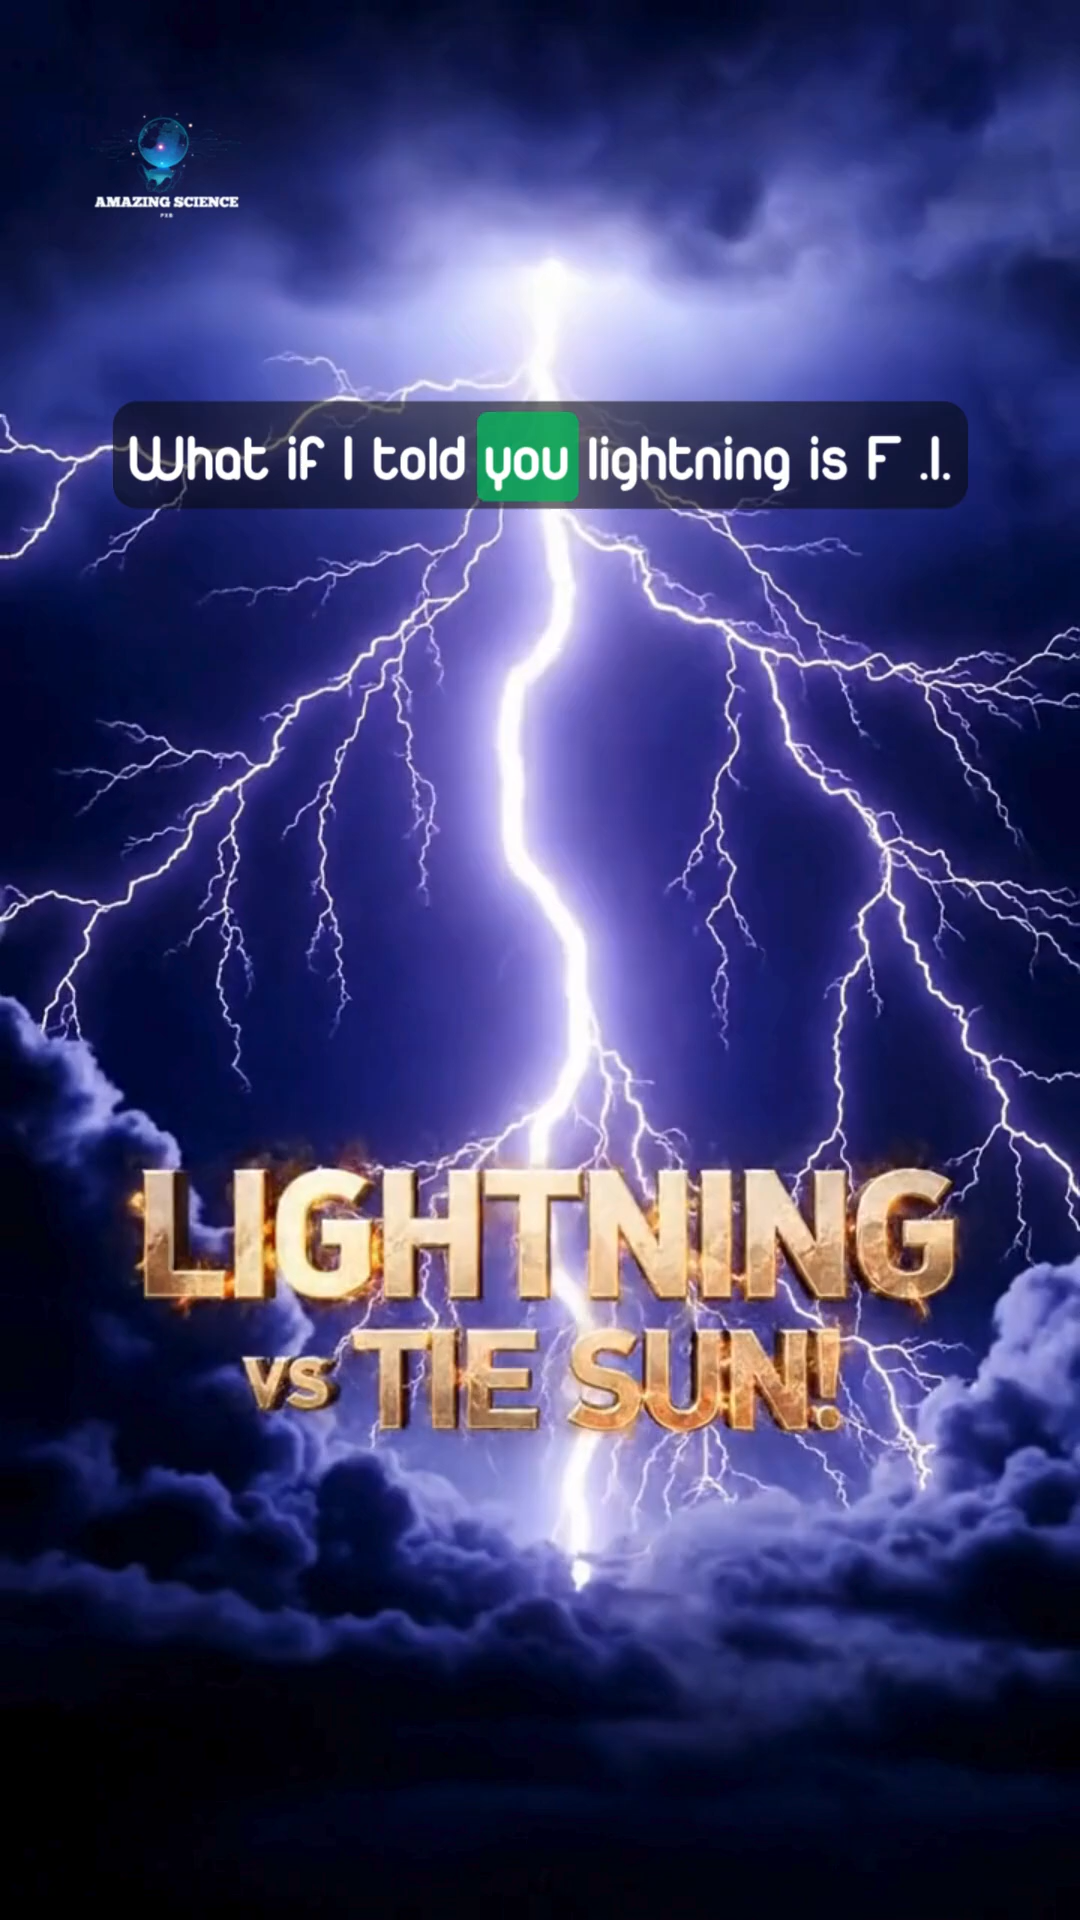 AMAZING SCIENCE
What if I told you lightning is F .I.
LIGHTNING
VS TIE SUN!